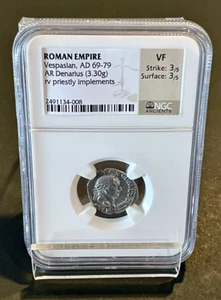 ROMAN EMPIRE
Vespasian, AD 69-79
AR Denarius (3.30g)
rv priestly implements
2491134-008
VF
Strike: 3/5
Surface: 3/5
NGC
ANCIENTS